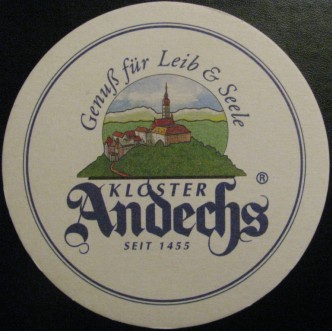 Genuß für Leib & Seele
KLOSTER
Andechs
®
SEIT 1455